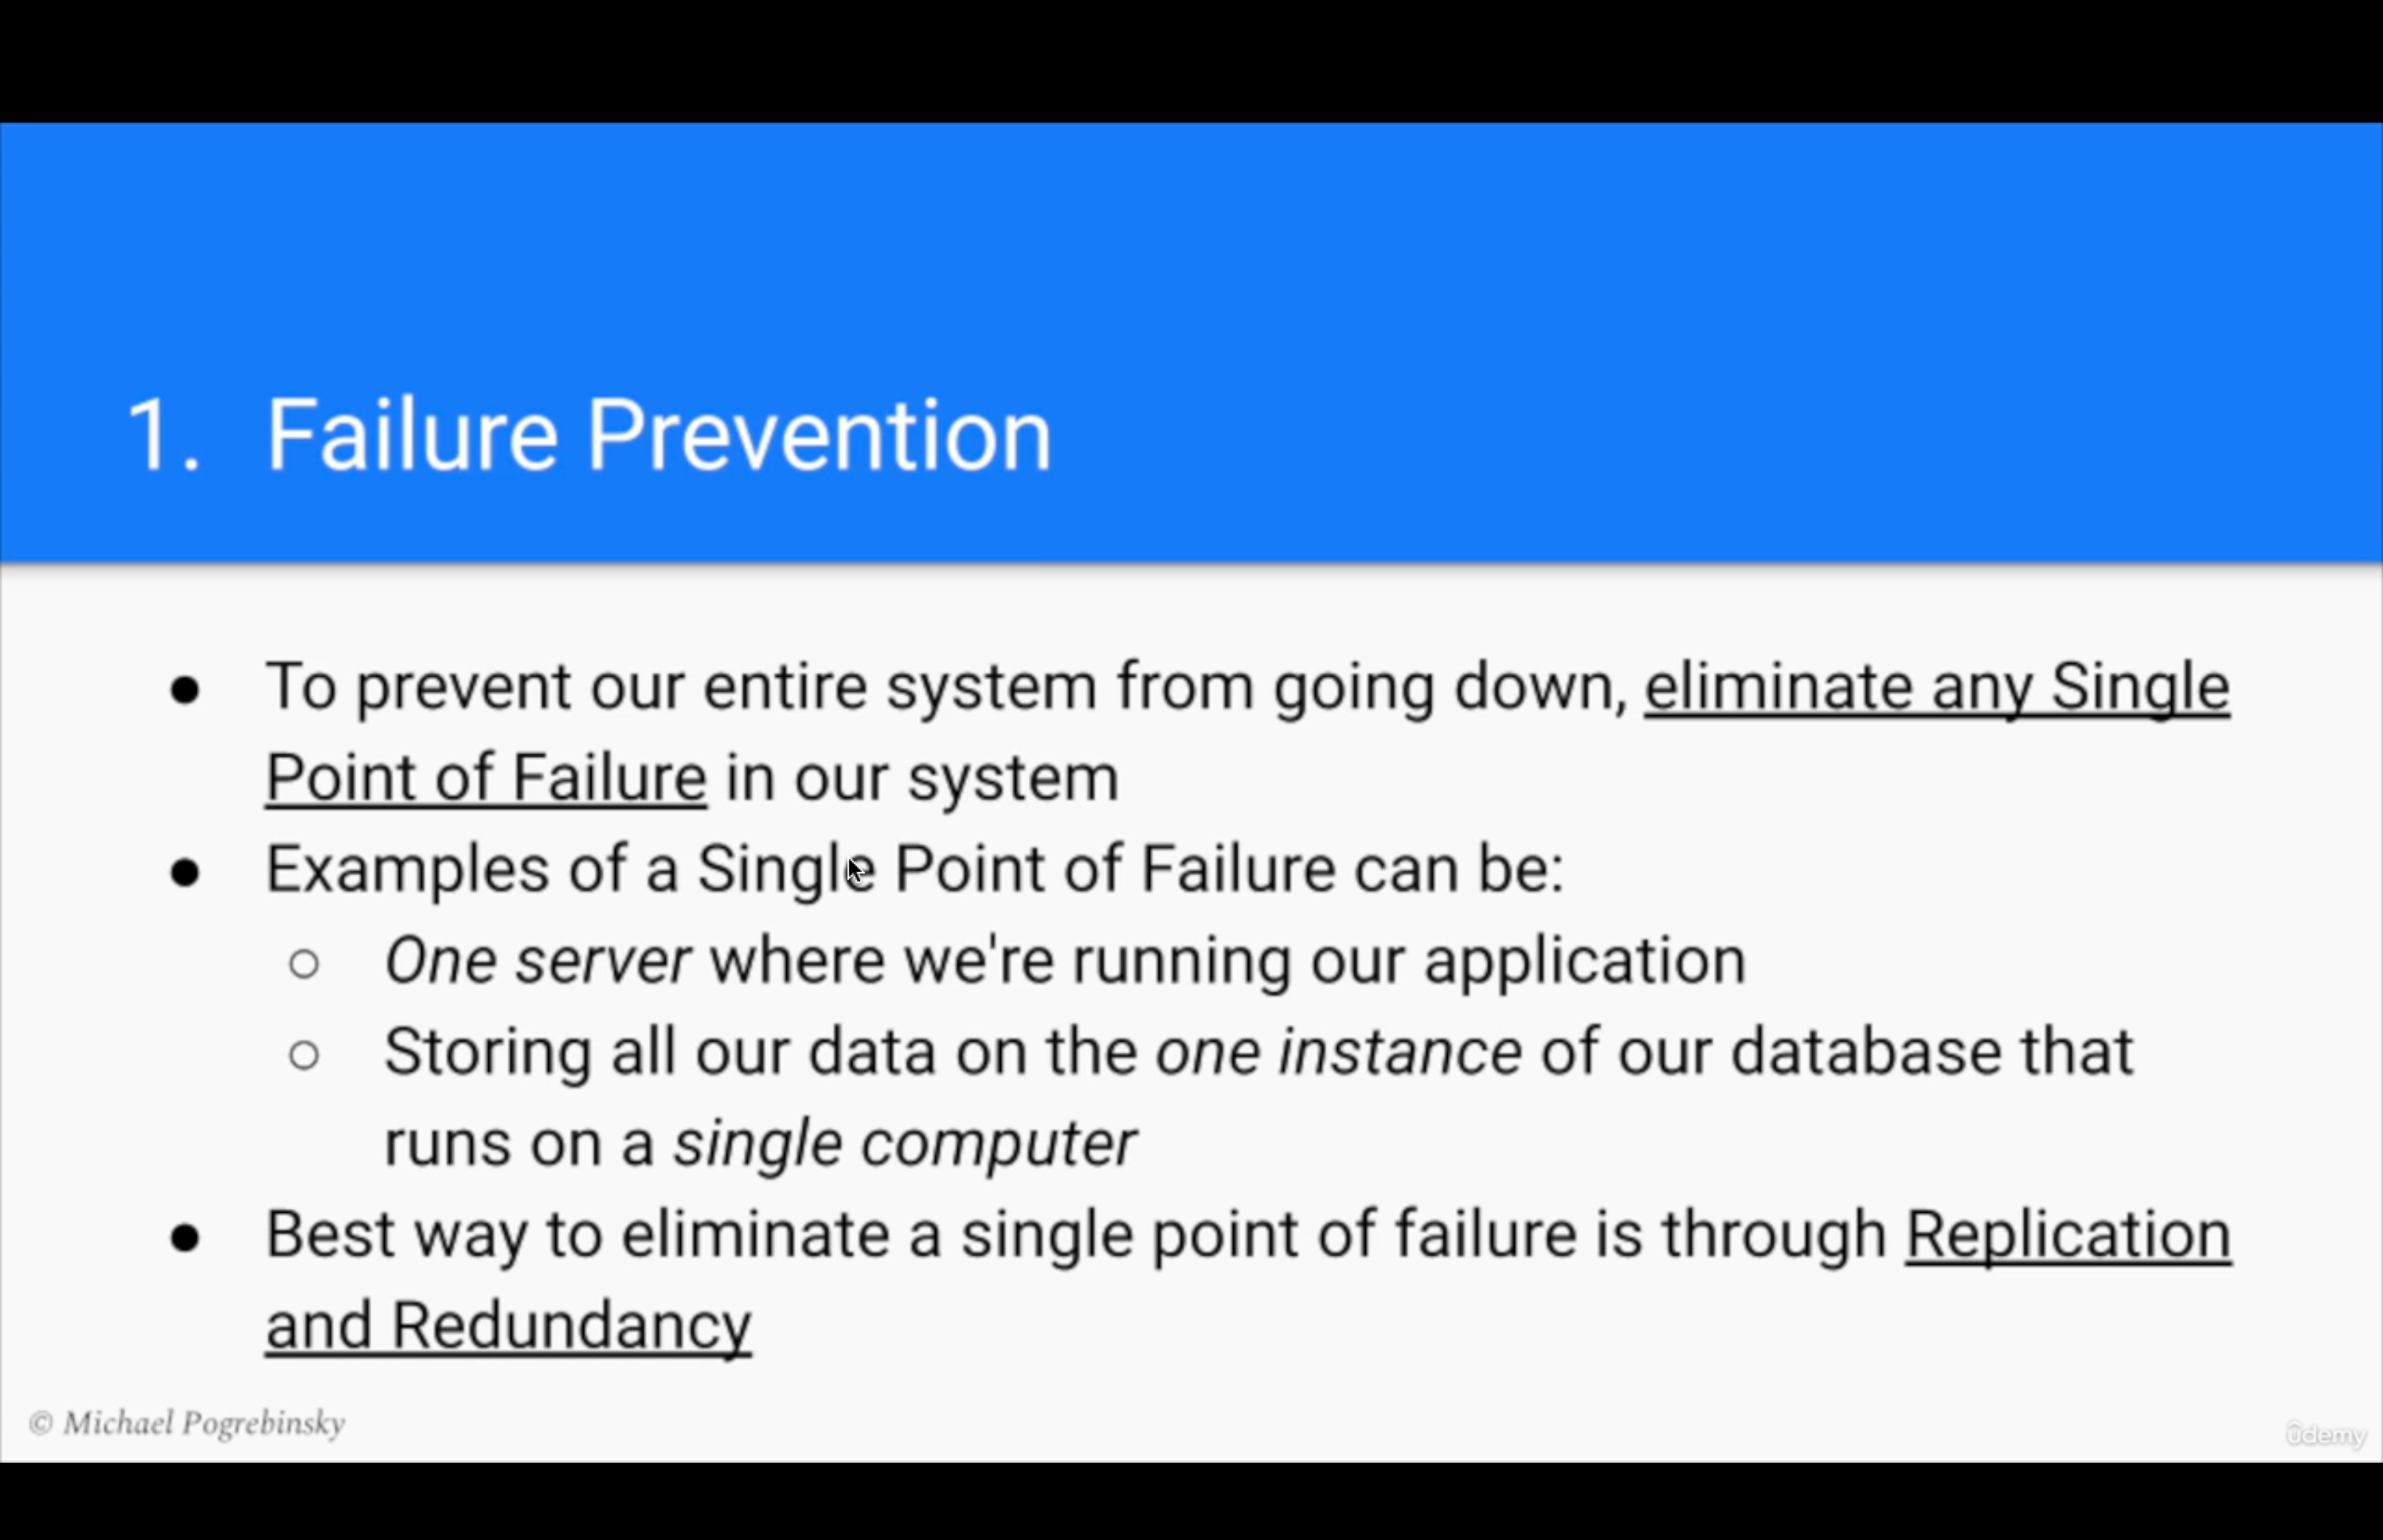 1. Failure Prevention
● To prevent our entire system from going down, eliminate any Single
Point of Failure in our system
● Examples of a Single Point of Failure can be:
○ One server where we're running our application
○ Storing all our data on the one instance of our database that
runs on a single computer
● Best way to eliminate a single point of failure is through Replication
and Redundancy
© Michael Pogrebinsky
ûdemy